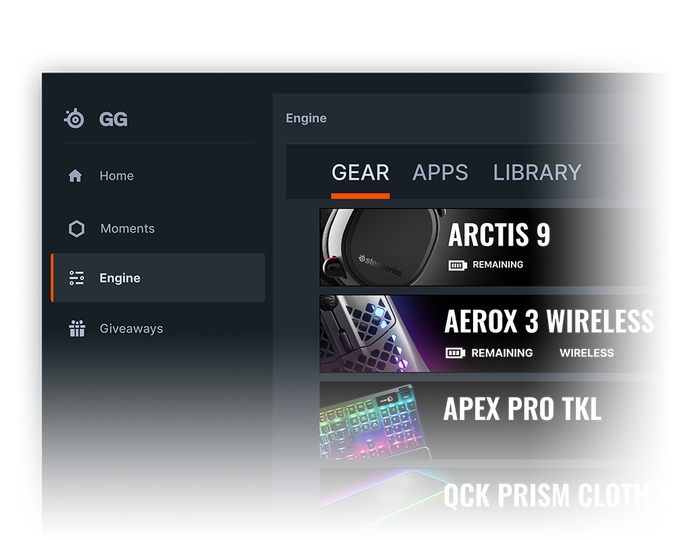 GG
Home
Moments
Engine
Giveaways
Engine
GEAR APPS LIBRARY
steelseries
ARCTIS 9
REMAINING
AEROX 3 WIRELESS
REMAINING WIRELESS
APEX PRO TKL
QCK PRISM CLOTH